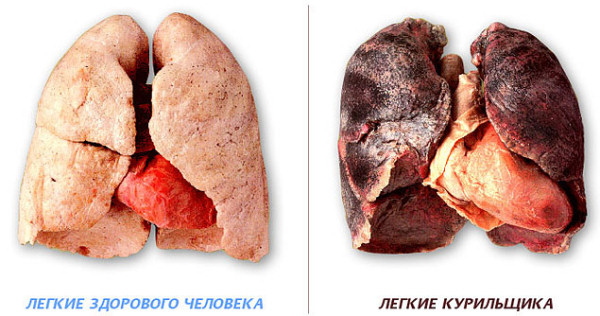 ЛЕГКИЕ ЗДОРОВОГО ЧЕЛОВЕКА
ЛЕГКИЕ КУРИЛЬЩИКА